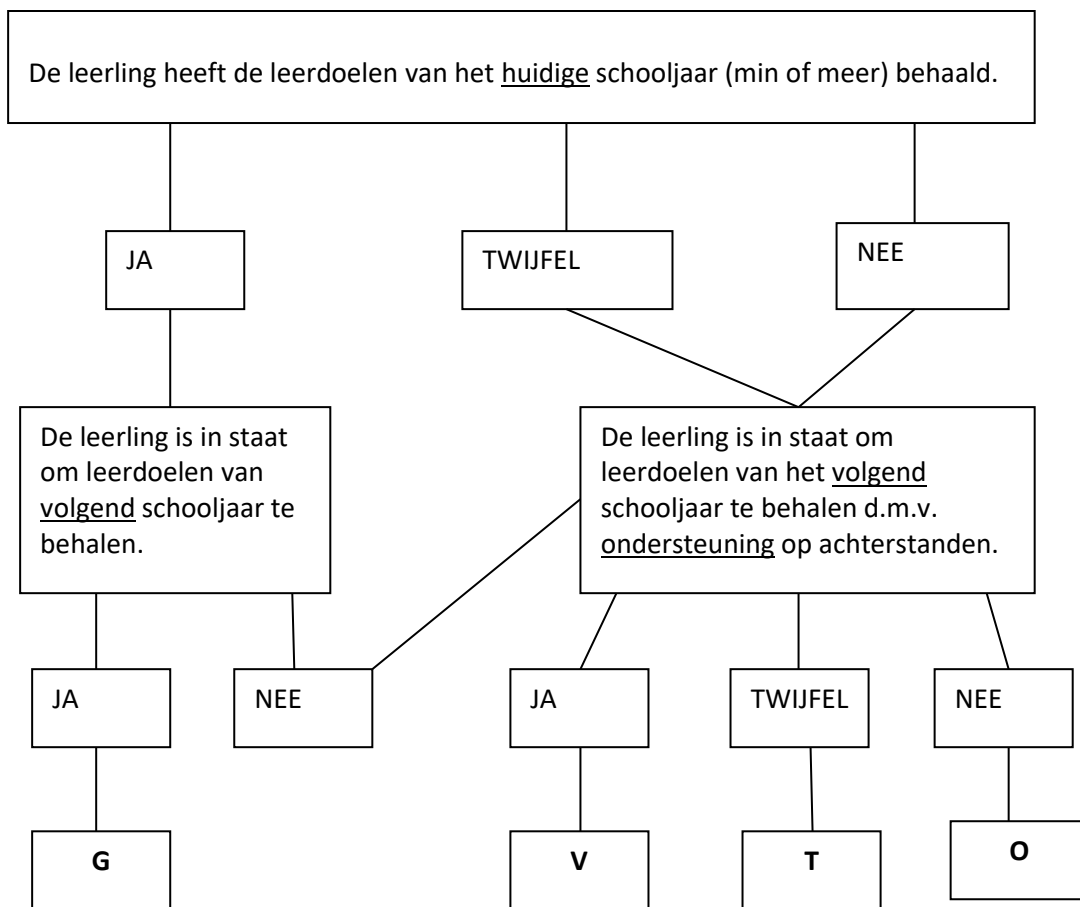 De leerling heeft de leerdoelen van het huidige schooljaar (min of meer) behaald.
JA
TWIJFEL
NEE
De leerling is in staat
om leerdoelen van
volgend schooljaar te
behalen.
De leerling is in staat om
leerdoelen van het volgend
schooljaar te behalen d.m.v.
ondersteuning op achterstanden.
JA
NEE
JA
TWIJFEL
NEE
G
V
T
O